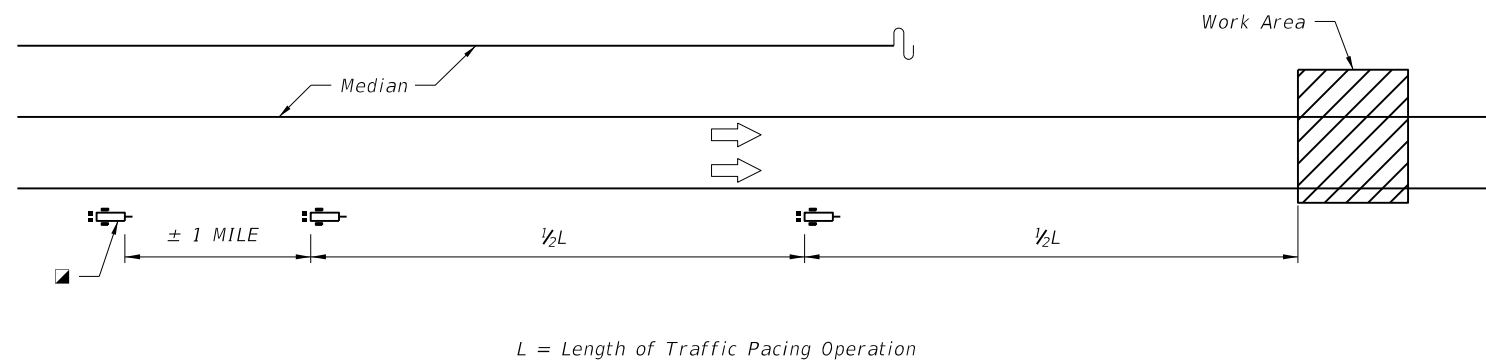 Work Area
Median
± 1 MILE
½L
½L
L = Length of Traffic Pacing Operation